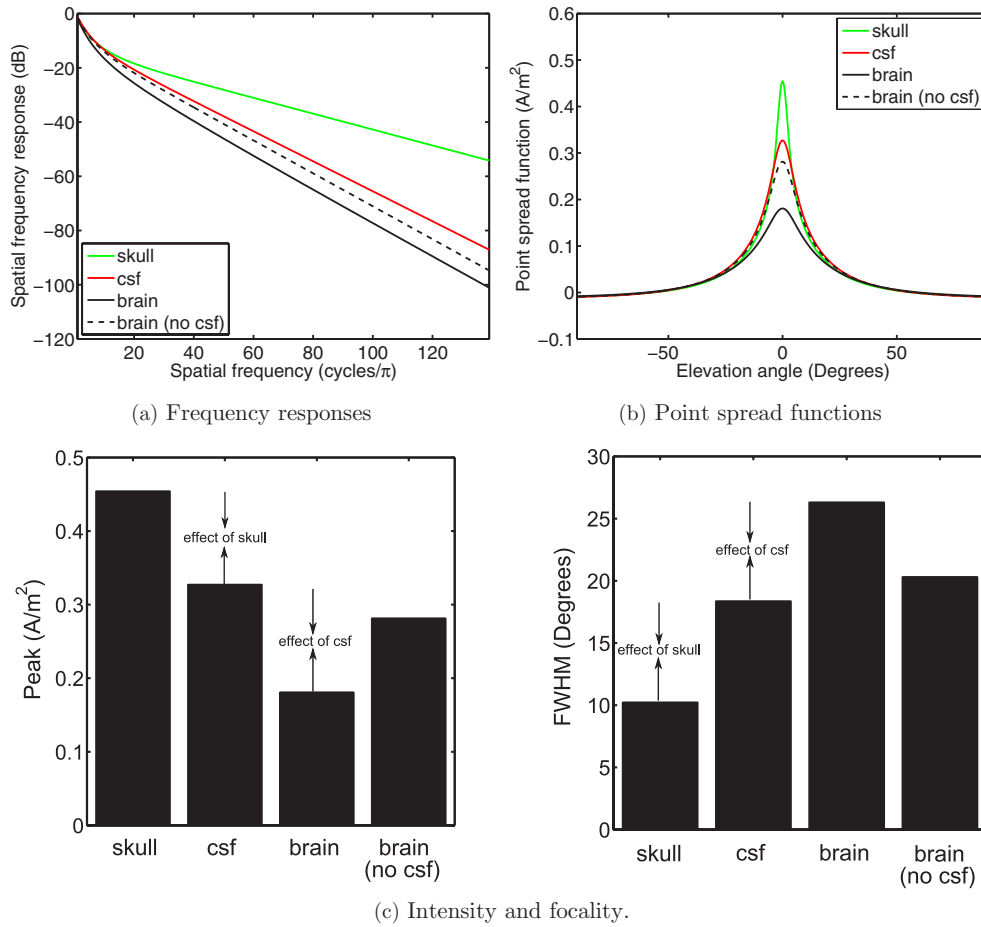 0
−20
−40
−60
−80
−100
−120
Spatial frequency response (dB)
skull
csf
brain
brain (no csf)
20 40 60 80 100 120
Spatial frequency (cycles/π)
(a) Frequency responses
0.6
0.5
0.4
0.3
0.2
0.1
0
−0.1
Point spread function (A/m²)
skull
csf
brain
brain (no csf)
−50 0 50
Elevation angle (Degrees)
(b) Point spread functions
0.5
0.4
0.3
0.2
0.1
0
Peak (A/m²)
effect of skull
effect of csf
skull csf brain brain
(no csf)
30
25
20
15
10
5
0
FWHM (Degrees)
effect of csf
effect of skull
skull csf brain brain
(no csf)
(c) Intensity and focality.